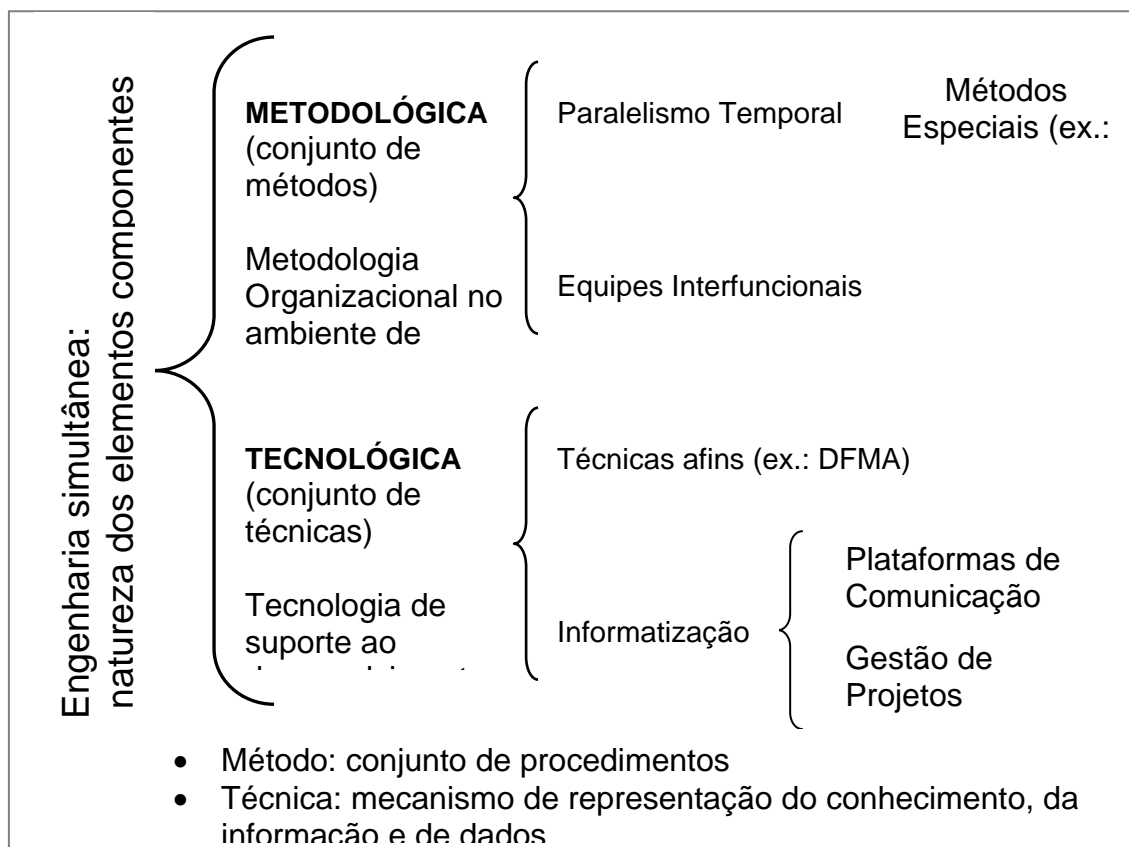 Engenharia simultânea:
natureza dos elementos componentes
METODOLÓGICA
(conjunto de
métodos)
Metodologia
Organizacional no
ambiente de
Paralelismo Temporal
Métodos
Especiais (ex.:
Equipes Interfuncionais
TECNOLÓGICA
(conjunto de
técnicas)
Tecnologia de
suporte ao
Técnicas afins (ex.: DFMA)
Informatização
Plataformas de
Comunicação
Gestão de
Projetos
• Método: conjunto de procedimentos
• Técnica: mecanismo de representação do conhecimento, da
informação e de dados